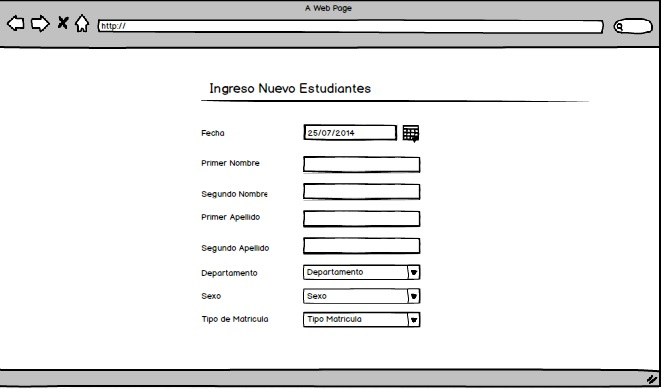 A Web Page
http://
Ingreso Nuevo Estudiantes
Fecha
25/07/2014
Primer Nombre
Segundo Nombre
Primer Apellido
Segundo Apellido
Departamento
Departamento
Sexo
Sexo
Tipo de Matricula
Tipo Matricula